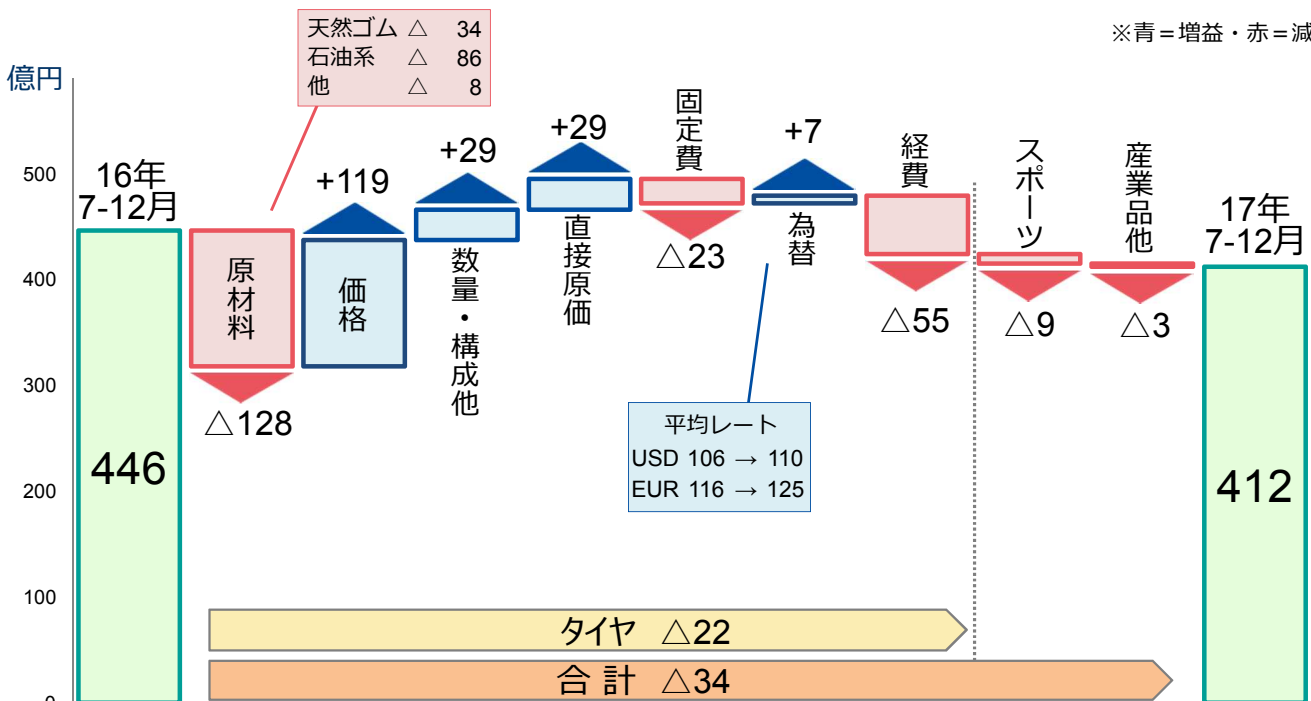 天然ゴム △ 34
石油系 △ 86
他 △ 8
※青＝増益・赤＝減
億円
500
400
300
200
100
0
16年
7-12月
446
原材料
△128
+119
価格
+29
数量・構成他
+29
直接原価
固定費
△23
+7
為替
平均レート
USD 106 → 110
EUR 116 → 125
経費
△55
スポーツ
△9
産業品他
△3
17年
7-12月
412
タイヤ △22
合 計 △34